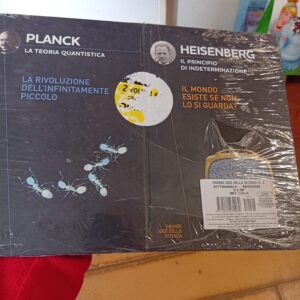 PLANCK
LA TEORIA QUANTISTICA
LA RIVOLUZIONE
DELL'INFINITAMENTE
PICCOLO
HEISENBERG
IL PRINCIPIO
DI INDETERMINAZIONE
IL MONDO
ESISTE SE NON
LO SI GUARDA?
2
GRANDI
IDEE DELLA
SCIENZA